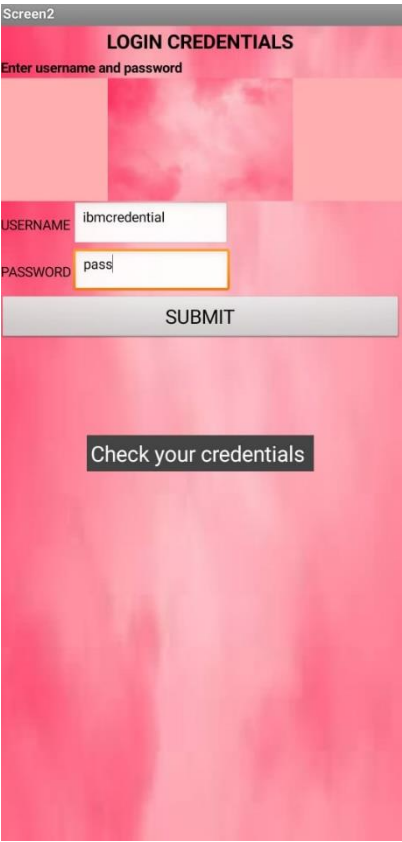 Screen2
LOGIN CREDENTIALS
Enter username and password
USERNAME ibmcredential
PASSWORD pass
SUBMIT
Check your credentials